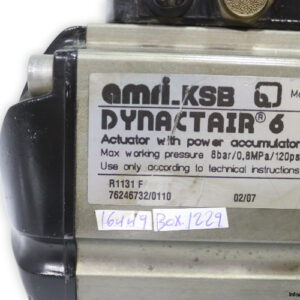 amri-KSB
DYNACTAIR® 6
Actuator with power accumulator
Max working pressure 8bar/0,8MPa/120ps
Use only according to technical instructions
R1131 F
76246732/0110 02/07
16449 BOX 1229